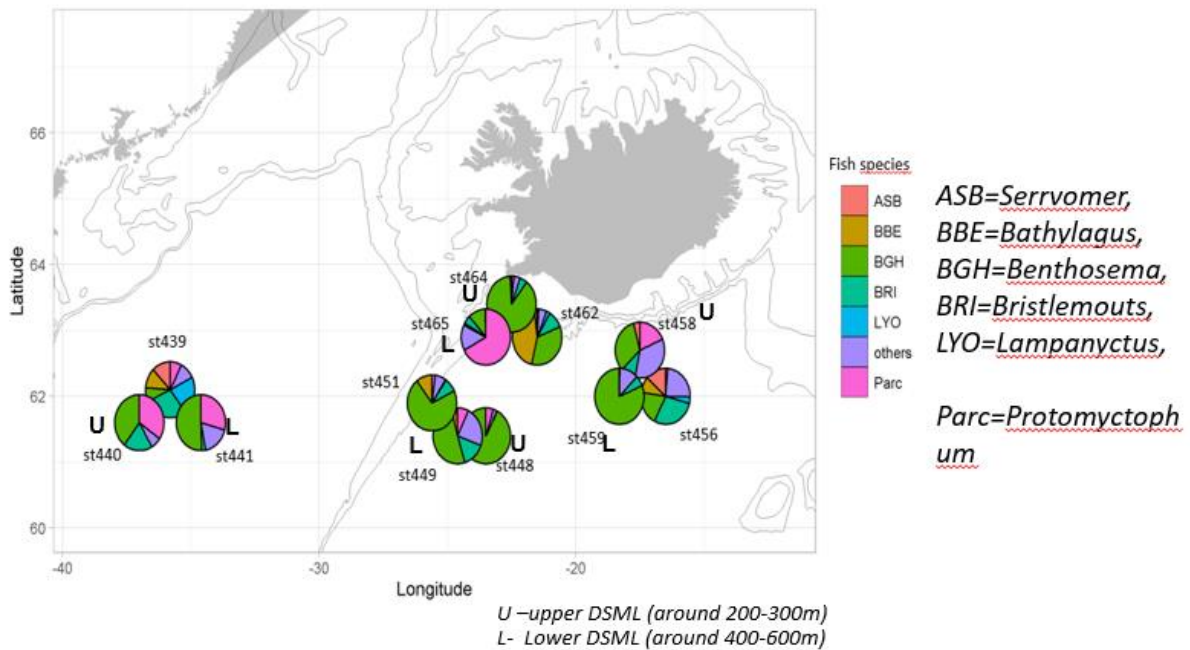 66
64
62
60
-40
-30
-20
Latitude
Longitude
st439
U
L
st440
st441
st464
U
st465
L
st462
st451
L
U
st449
st448
U
st458
st459
L
st456
Fish species
ASB
BBE
BGH
BRI
LYO
others
Parc
ASB=Serrvomer,
BBE=Bathylagus,
BGH=Benthosema,
BRI=Bristlemouts,
LYO=Lampanyctus,
Parc=Protomyctoph
um
U –upper DSML (around 200-300m)
L- Lower DSML (around 400-600m)